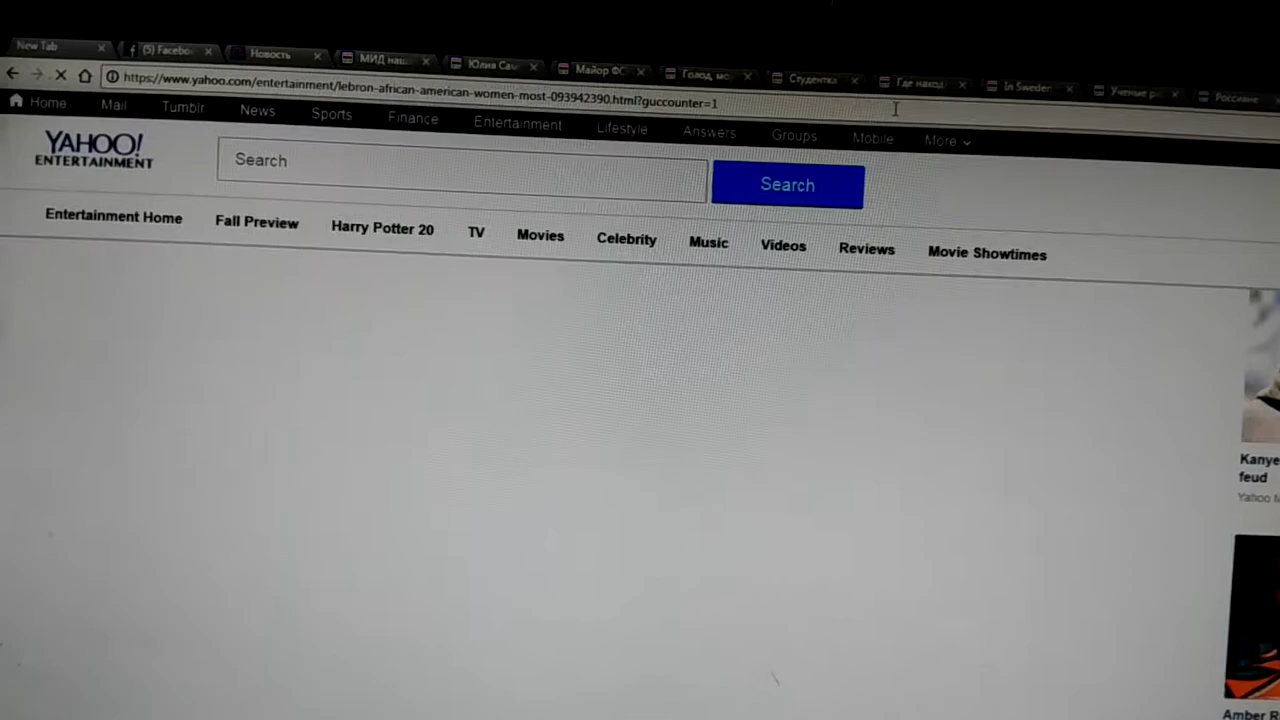 New Tab
(5) Facebo
Новость
МИД наш
Юлия Саш
Майор ФС
Голод, мо
Студентка
Где наход
In Sweden
Ученые р
Россияне
https://www.yahoo.com/entertainment/lebron-african-american-women-most-093942390.html?guccounter=1
Home Mail Tumblr News Sports Finance Entertainment Lifestyle Answers Groups Mobile More
YAHOO!
ENTERTAINMENT
Search
Search
Entertainment Home Fall Preview Harry Potter 20 TV Movies Celebrity Music Videos Reviews Movie Showtimes
Kanye
feud
Yahoo
Amber